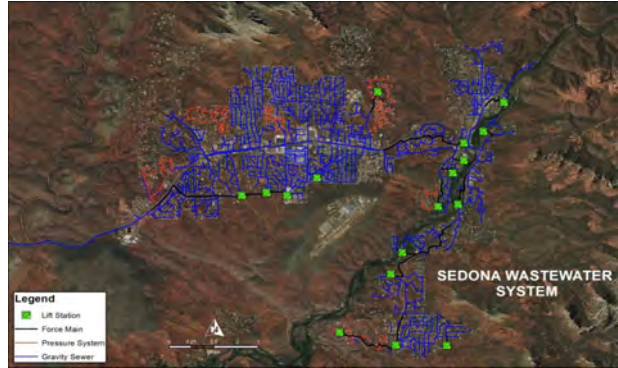 SEDONA WASTEWATER
SYSTEM
Legend
Lift Station
Force Main
Pressure System
Gravity Sewer